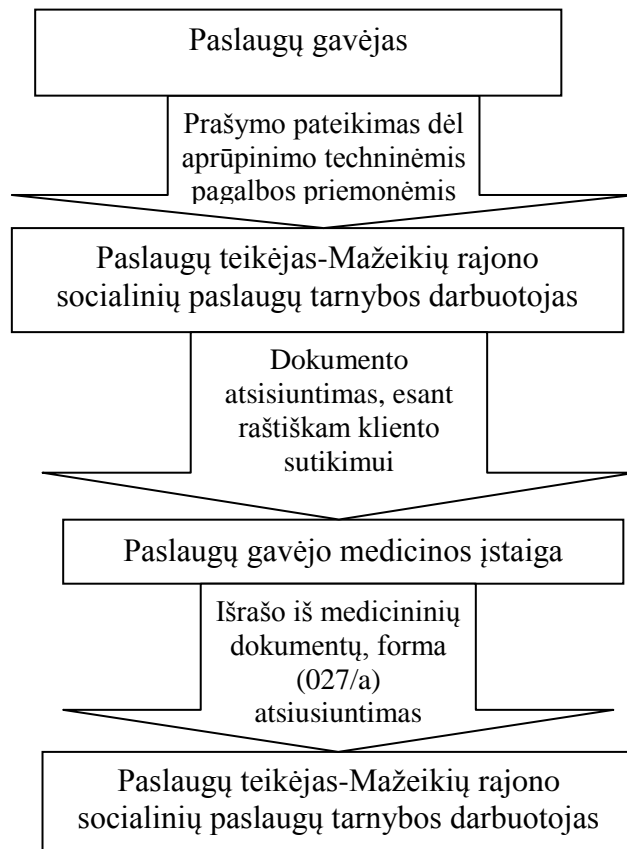 Paslaugų gavėjas
Prašymo pateikimas dėl
aprūpinimo techninėmis
pagalbos priemonėmis
Paslaugų teikėjas-Mažeikių rajono
socialinių paslaugų tarnybos darbuotojas
Dokumento
atsisiuntimas, esant
raštiškam kliento
sutikimui
Paslaugų gavėjo medicinos įstaiga
Išrašo iš medicininių
dokumentų, forma
(027/a)
atsiusiuntimas
Paslaugų teikėjas-Mažeikių rajono
socialinių paslaugų tarnybos darbuotojas